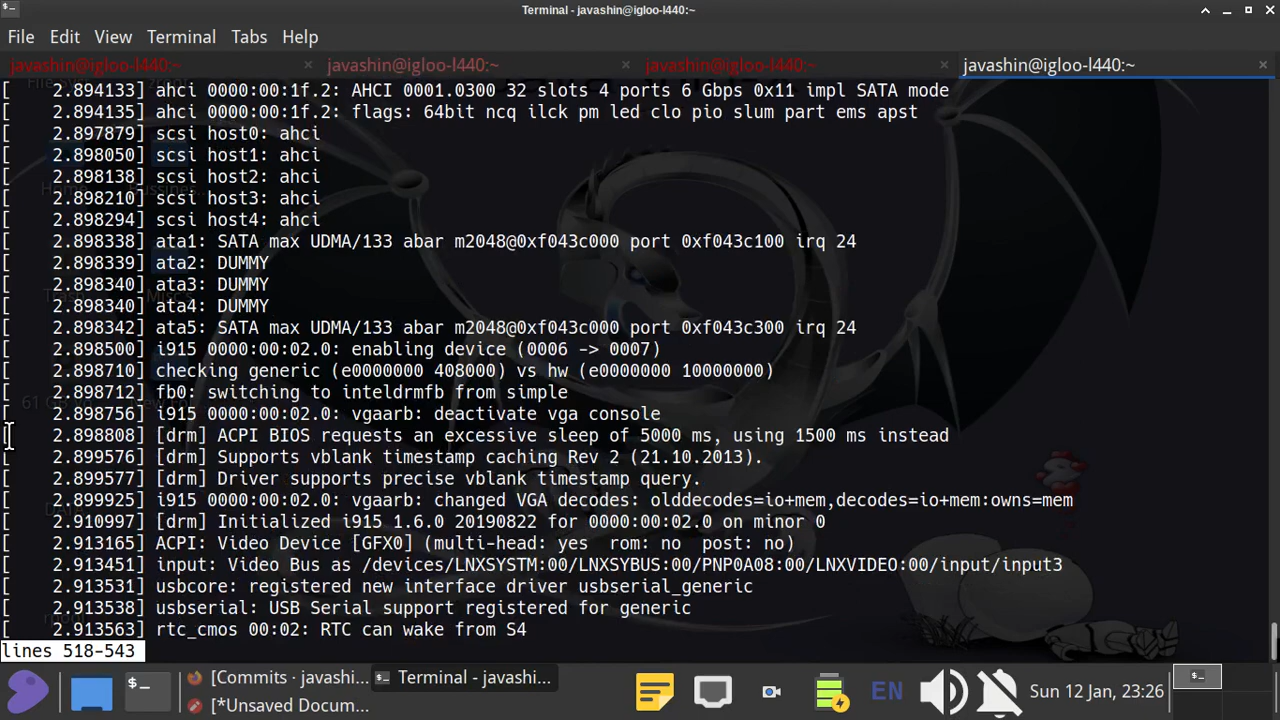 Terminal - javashin@igloo-l440:~
File Edit View Terminal Tabs Help
javashin@igloo-l440:~ javashin@igloo-l440:~ javashin@igloo-l440:~ javashin@igloo-l440:~
[    2.894133] ahci 0000:00:1f.2: AHCI 0001.0300 32 slots 4 ports 6 Gbps 0x11 impl SATA mode
[    2.894135] ahci 0000:00:1f.2: flags: 64bit ncq ilck pm led clo pio slum part ems apst
[    2.897879] scsi host0: ahci
[    2.898050] scsi host1: ahci
[    2.898138] scsi host2: ahci
[    2.898210] scsi host3: ahci
[    2.898294] scsi host4: ahci
[    2.898338] ata1: SATA max UDMA/133 abar m2048@0xf043c000 port 0xf043c100 irq 24
[    2.898339] ata2: DUMMY
[    2.898340] ata3: DUMMY
[    2.898340] ata4: DUMMY
[    2.898342] ata5: SATA max UDMA/133 abar m2048@0xf043c000 port 0xf043c300 irq 24
[    2.898500] i915 0000:00:02.0: enabling device (0006 -> 0007)
[    2.898710] checking generic (e0000000 408000) vs hw (e0000000 10000000)
[    2.898712] fb0: switching to inteldrmfb from simple
[    2.898756] i915 0000:00:02.0: vgaarb: deactivate vga console
[    2.898808] [drm] ACPI BIOS requests an excessive sleep of 5000 ms, using 1500 ms instead
[    2.899576] [drm] Supports vblank timestamp caching Rev 2 (21.10.2013).
[    2.899577] [drm] Driver supports precise vblank timestamp query.
[    2.899925] i915 0000:00:02.0: vgaarb: changed VGA decodes: olddecodes=io+mem,decodes=io+mem:owns=mem
[    2.910997] [drm] Initialized i915 1.6.0 20190822 for 0000:00:02.0 on minor 0
[    2.913165] ACPI: Video Device [GFX0] (multi-head: yes  rom: no  post: no)
[    2.913451] input: Video Bus as /devices/LNXSYSTM:00/LNXSYBUS:00/PNP0A08:00/LNXVIDEO:00/input/input3
[    2.913531] usbcore: registered new interface driver usbserial_generic
[    2.913538] usbserial: USB Serial support registered for generic
[    2.913563] rtc_cmos 00:02: RTC can wake from S4
lines 518-543
[Commits · javashi... Terminal - javashi...
[*Unsaved Docum...
EN Sun 12 Jan, 23:26